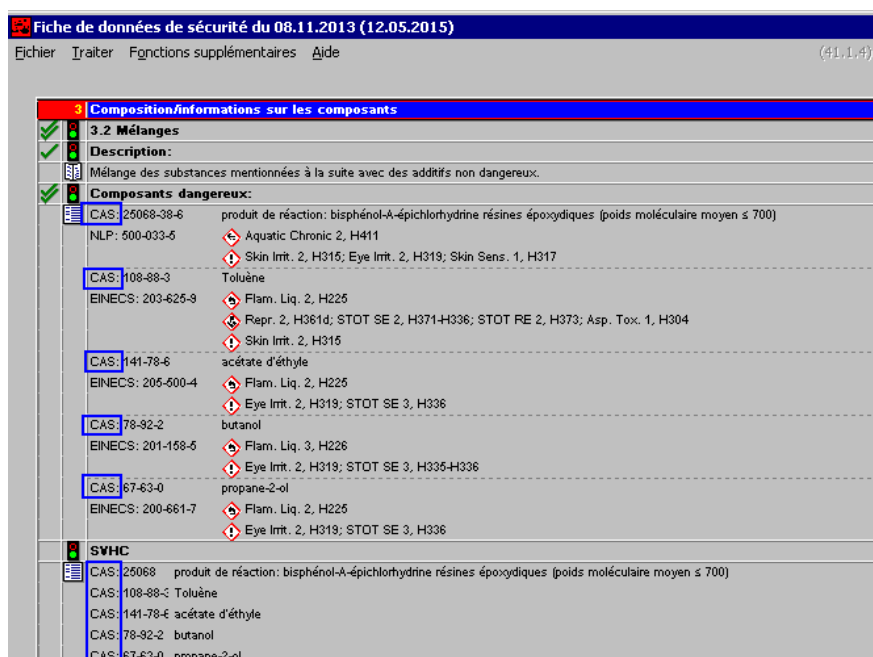 Fiche de données de sécurité du 08.11.2013 (12.05.2015)
Fichier Traiter Fonctions supplémentaires Aide (41.1.4)
3 Composition/informations sur les composants
3.2 Mélanges
Description:
Mélange des substances mentionnées à la suite avec des additifs non dangereux.
Composants dangereux:
CAS: 25068-38-6 produit de réaction: bisphénol-A-épichlorhydrine résines époxydiques (poids moléculaire moyen ≤ 700)
NLP: 500-033-5 Aquatic Chronic 2, H411
Skin Irrit. 2, H315; Eye Irrit. 2, H319; Skin Sens. 1, H317
CAS: 108-88-3 Toluène
EINECS: 203-625-9 Flam. Liq. 2, H225
Repr. 2, H361d; STOT SE 2, H371-H336; STOT RE 2, H373; Asp. Tox. 1, H304
Skin Irrit. 2, H315
CAS: 141-78-6 acétate d'éthyle
EINECS: 205-500-4 Flam. Liq. 2, H225
Eye Irrit. 2, H319; STOT SE 3, H336
CAS: 78-92-2 butanol
EINECS: 201-158-5 Flam. Liq. 3, H226
Eye Irrit. 2, H319; STOT SE 3, H335-H336
CAS: 67-63-0 propane-2-ol
EINECS: 200-661-7 Flam. Liq. 2, H225
Eye Irrit. 2, H319; STOT SE 3, H336
SVHC
CAS: 25068 produit de réaction: bisphénol-A-épichlorhydrine résines époxydiques (poids moléculaire moyen ≤ 700)
CAS: 108-88-3 Toluène
CAS: 141-78-6 acétate d'éthyle
CAS: 78-92-2 butanol
CAS: 67-63-0 propane-2-ol